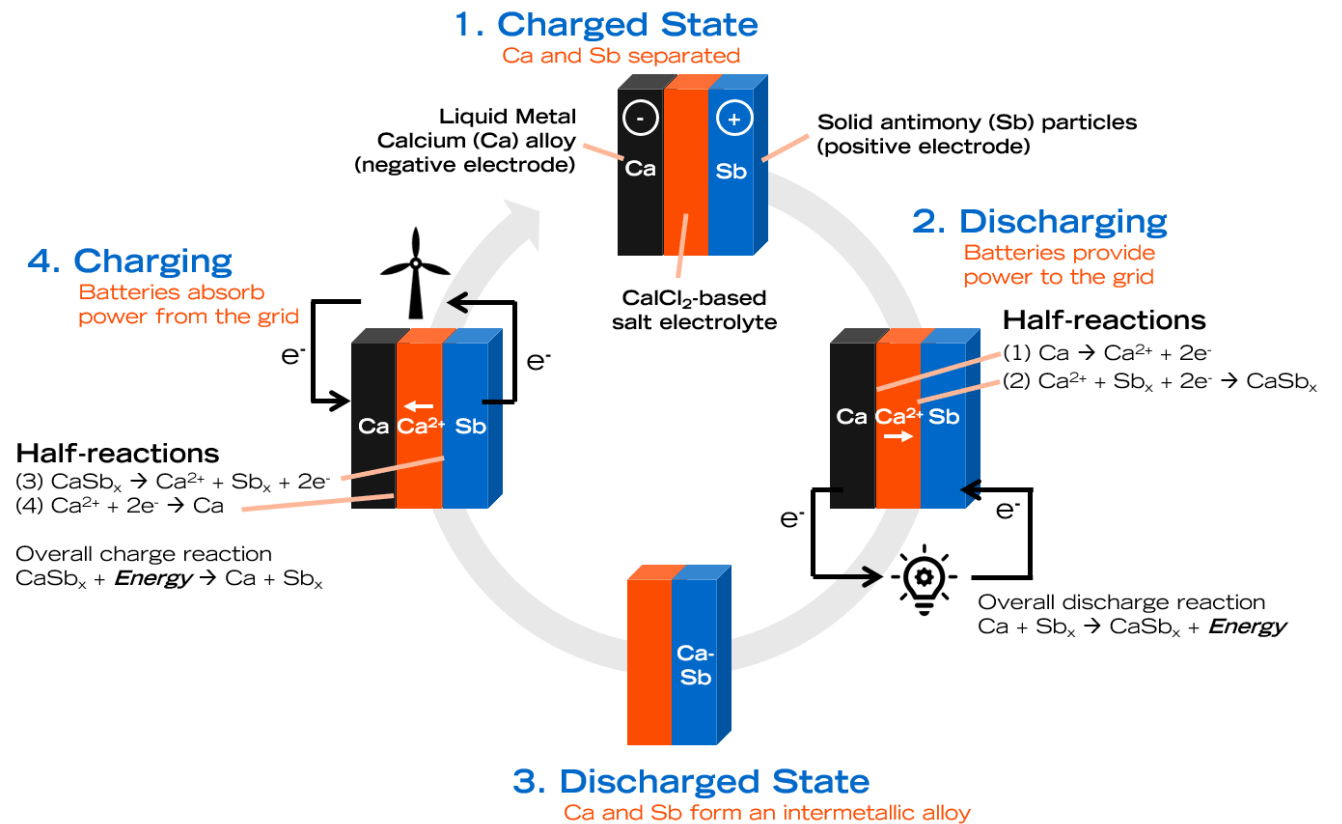 1. Charged State
Ca and Sb separated
Liquid Metal
Calcium (Ca) alloy
(negative electrode)
-
+
Ca
Sb
Solid antimony (Sb) particles
(positive electrode)
CalCl₂-based
salt electrolyte
2. Discharging
Batteries provide
power to the grid
Half-reactions
(1) Ca → Ca²⁺ + 2e⁻
(2) Ca²⁺ + Sbₓ + 2e⁻ → CaSbₓ
Ca
Ca²⁺
Sb
→
e⁻
e⁻
Overall discharge reaction
Ca + Sbₓ → CaSbₓ + Energy
3. Discharged State
Ca and Sb form an intermetallic alloy
Ca-
Sb
4. Charging
Batteries absorb
power from the grid
e⁻
e⁻
←
Ca
Ca²⁺
Sb
Half-reactions
(3) CaSbₓ → Ca²⁺ + Sbₓ + 2e⁻
(4) Ca²⁺ + 2e⁻ → Ca
Overall charge reaction
CaSbₓ + Energy → Ca + Sbₓ